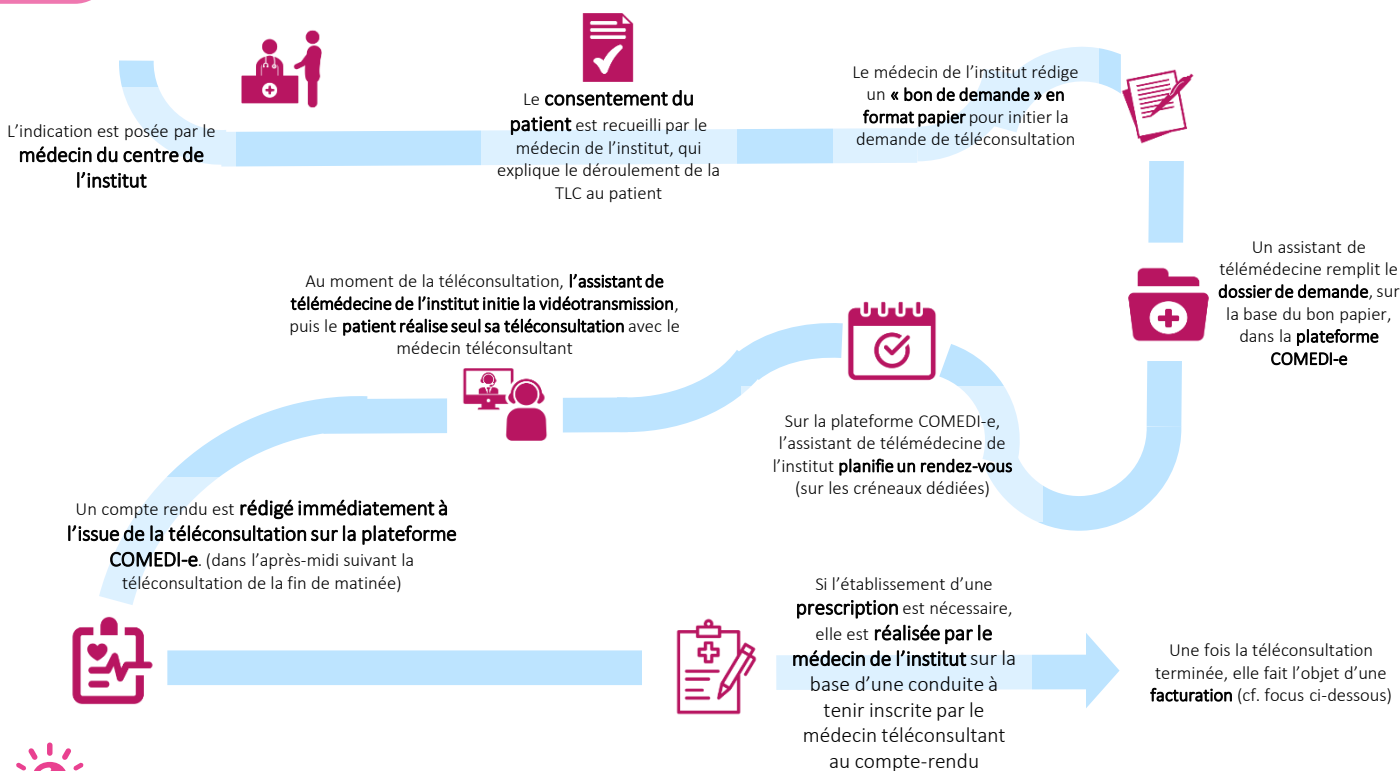 L'indication est posée par le
médecin du centre de
l'institut
Le consentement du
patient est recueilli par le
médecin de l'institut, qui
explique le déroulement de la
TLC au patient
Le médecin de l'institut rédige
un « bon de demande » en
format papier pour initier la
demande de téléconsultation
Un assistant de
télémédecine remplit le
dossier de demande, sur
la base du bon papier,
dans la plateforme
COMEDI-e
Sur la plateforme COMEDI-e,
l'assistant de télémédecine de
l'institut planifie un rendez-vous
(sur les créneaux dédiées)
Au moment de la téléconsultation, l'assistant de
télémédecine de l'institut initie la vidéotransmission,
puis le patient réalise seul sa téléconsultation avec le
médecin téléconsultant
Un compte rendu est rédigé immédiatement à
l'issue de la téléconsultation sur la plateforme
COMEDI-e. (dans l'après-midi suivant la
téléconsultation de la fin de matinée)
Si l'établissement d'une
prescription est nécessaire,
elle est réalisée par le
médecin de l'institut sur la
base d'une conduite à
tenir inscrite par le
médecin téléconsultant
au compte-rendu
Une fois la téléconsultation
terminée, elle fait l'objet d'une
facturation (cf. focus ci-dessous)